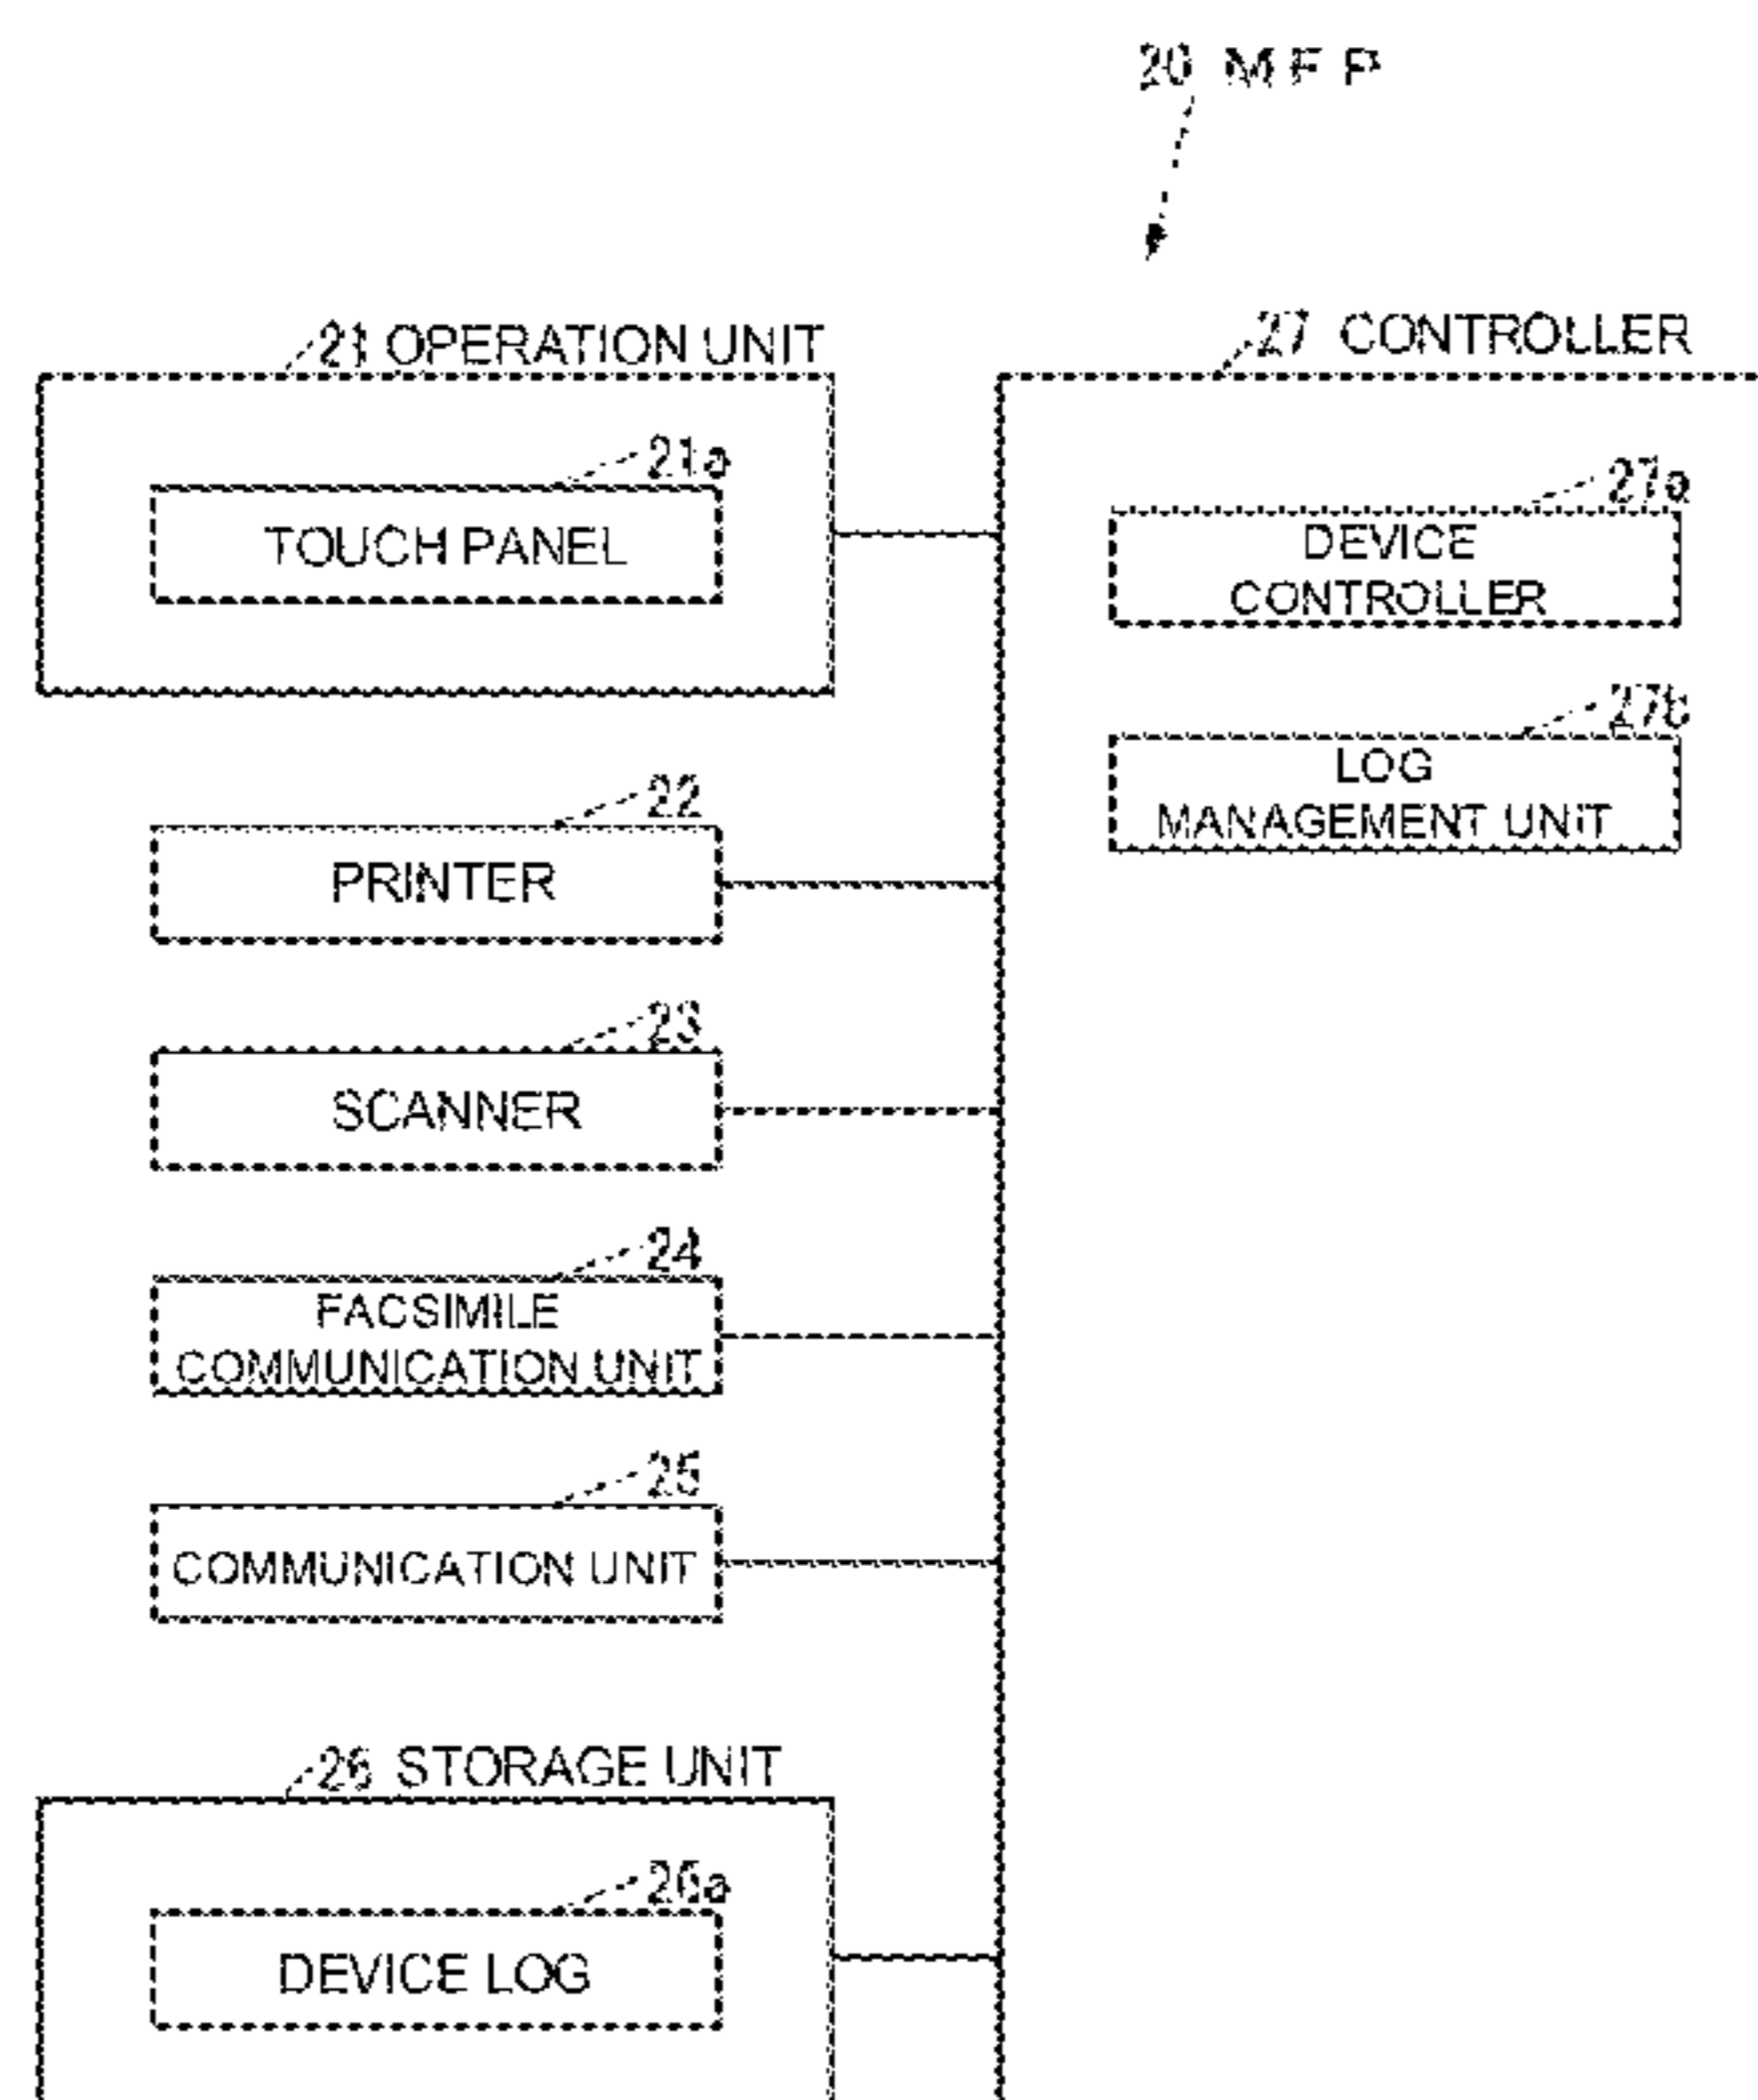 20 MFP
21 OPERATION UNIT
21a
TOUCH PANEL
22
PRINTER
23
SCANNER
24
FACSIMILE
COMMUNICATION UNIT
25
COMMUNICATION UNIT
26 STORAGE UNIT
26a
DEVICE LOG
27 CONTROLLER
27a
DEVICE
CONTROLLER
27b
LOG
MANAGEMENT UNIT